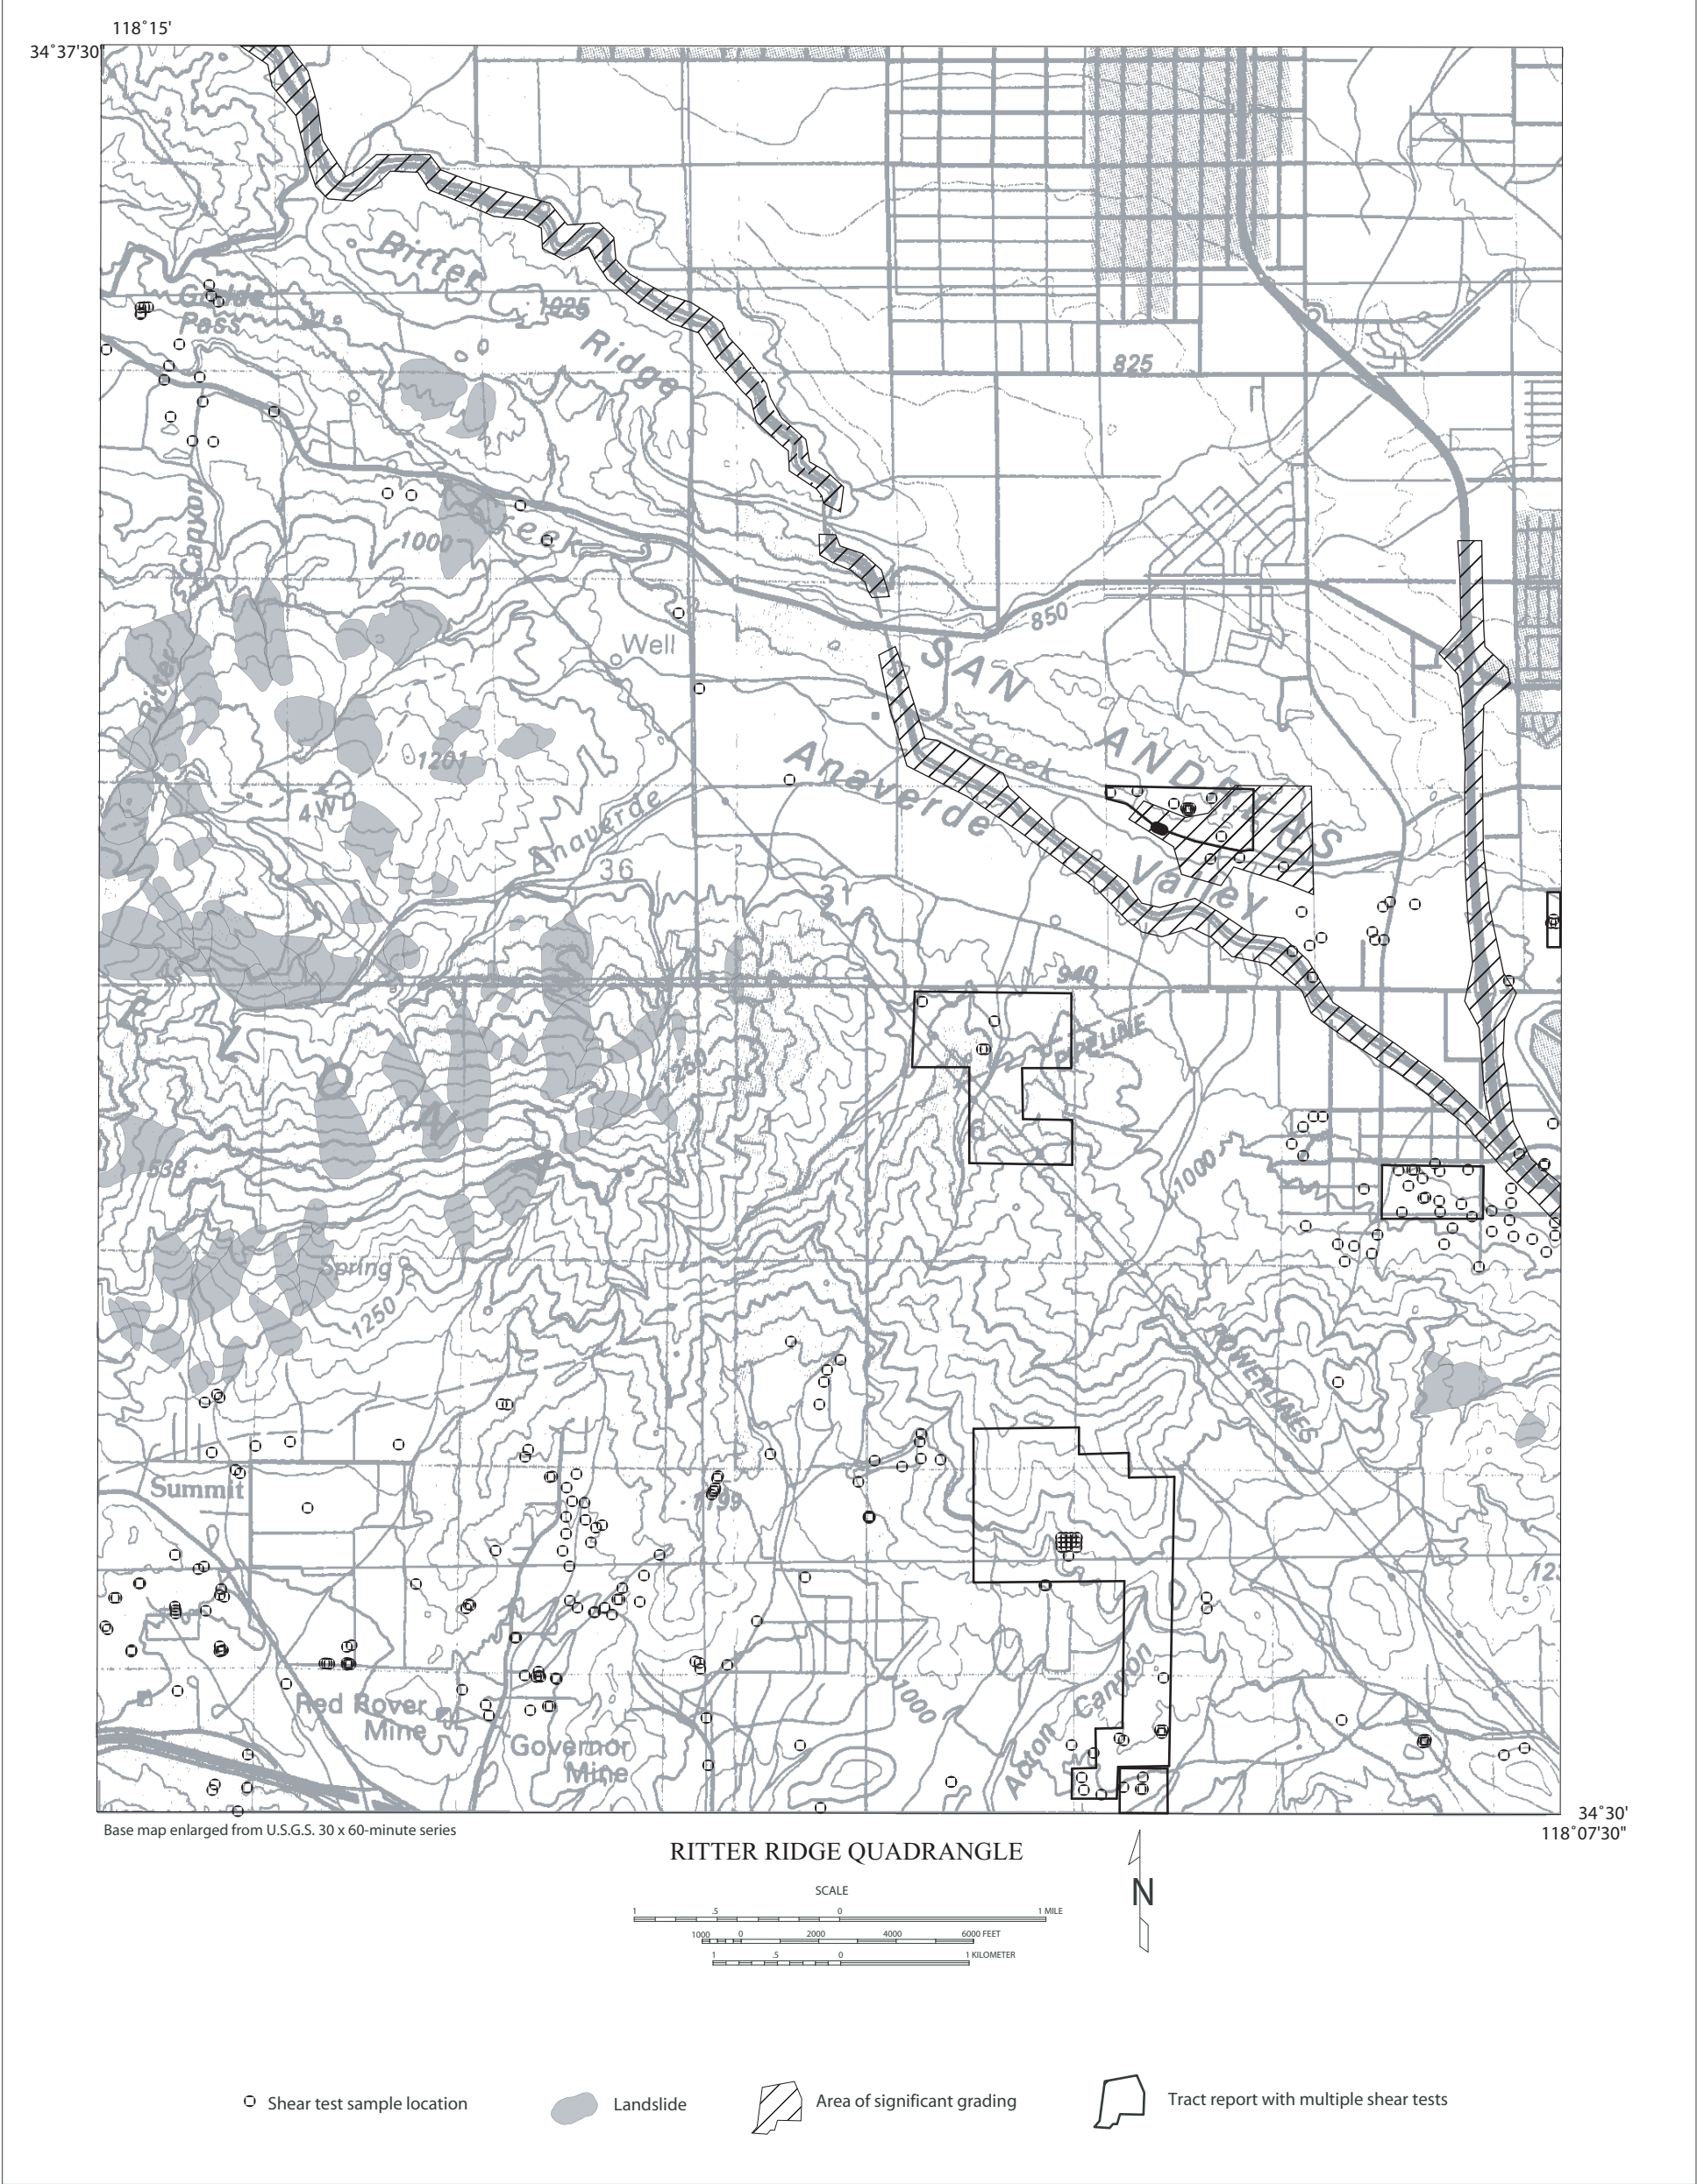 118°15'
34°37'30"
Ritter
1025
Pass
Ridge
825
Creek
1000
Canyon
Ritter
850
Well
SAN
ANDREAS
Creek
1201
4WD
Anaverde
Anaverde
Valley
36
31
940
PIPELINE
1250
6
1000
838
Spring
1250
POWERLINES
Summit
1799
Red Rover
Mine
Governor
Mine
1000
Acton Canyon
34°30'
118°07'30"
Base map enlarged from U.S.G.S. 30 x 60-minute series
RITTER RIDGE QUADRANGLE
SCALE
1 .5 0 1 MILE
1000 0 2000 4000 6000 FEET
1 .5 0 1 KILOMETER
N
Shear test sample location
Landslide
Area of significant grading
Tract report with multiple shear tests